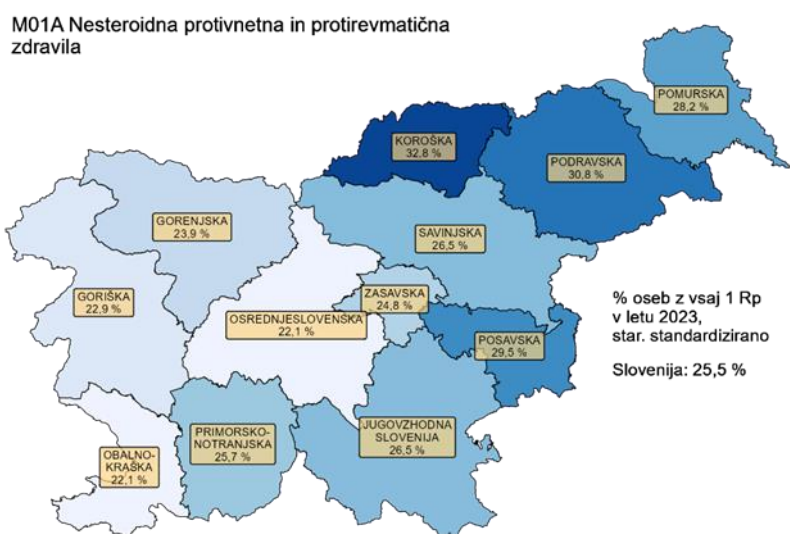 M01A Nesteroidna protivnetna in protirevmatična
zdravila
POMURSKA
28,2 %
KOROŠKA
32,8 %
PODRAVSKA
30,8 %
GORENJSKA
23,9 %
SAVINJSKA
26,5 %
ZASAVSKA
24,8 %
GORIŠKA
22,9 %
OSREDNJESLOVENSKA
22,1 %
POSAVSKA
29,5 %
% oseb z vsaj 1 Rp
v letu 2023,
star. standardizirano
Slovenija: 25,5 %
PRIMORSKO-
NOTRANJSKA
25,7 %
JUGOVZHODNA
SLOVENIJA
26,5 %
OBALNO-
KRAŠKA
22,1 %